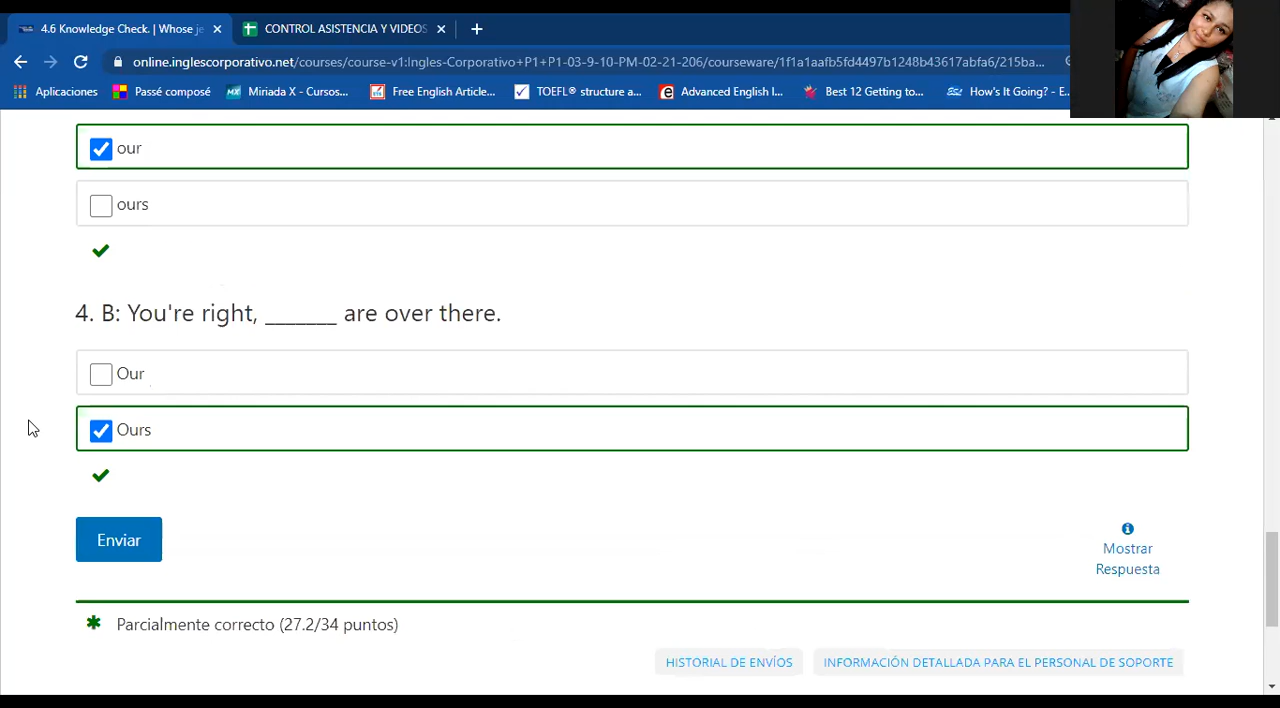 4.6 Knowledge Check. | Whose je
CONTROL ASISTENCIA Y VIDEOS
online.inglescorporativo.net/courses/course-v1:Ingles-Corporativo+P1+P1-03-9-10-PM-02-21-206/courseware/1f1a1aafb5fd4497b1248b43617abfa6/215ba...
Aplicaciones
Passé composé
Miriada X - Cursos...
Free English Article...
TOEFL® structure a...
Advanced English l...
Best 12 Getting to...
How's It Going? - E...
our
ours
4. B: You're right, _______ are over there.
Our
Ours
Enviar
Mostrar
Respuesta
Parcialmente correcto (27.2/34 puntos)
HISTORIAL DE ENVÍOS
INFORMACIÓN DETALLADA PARA EL PERSONAL DE SOPORTE